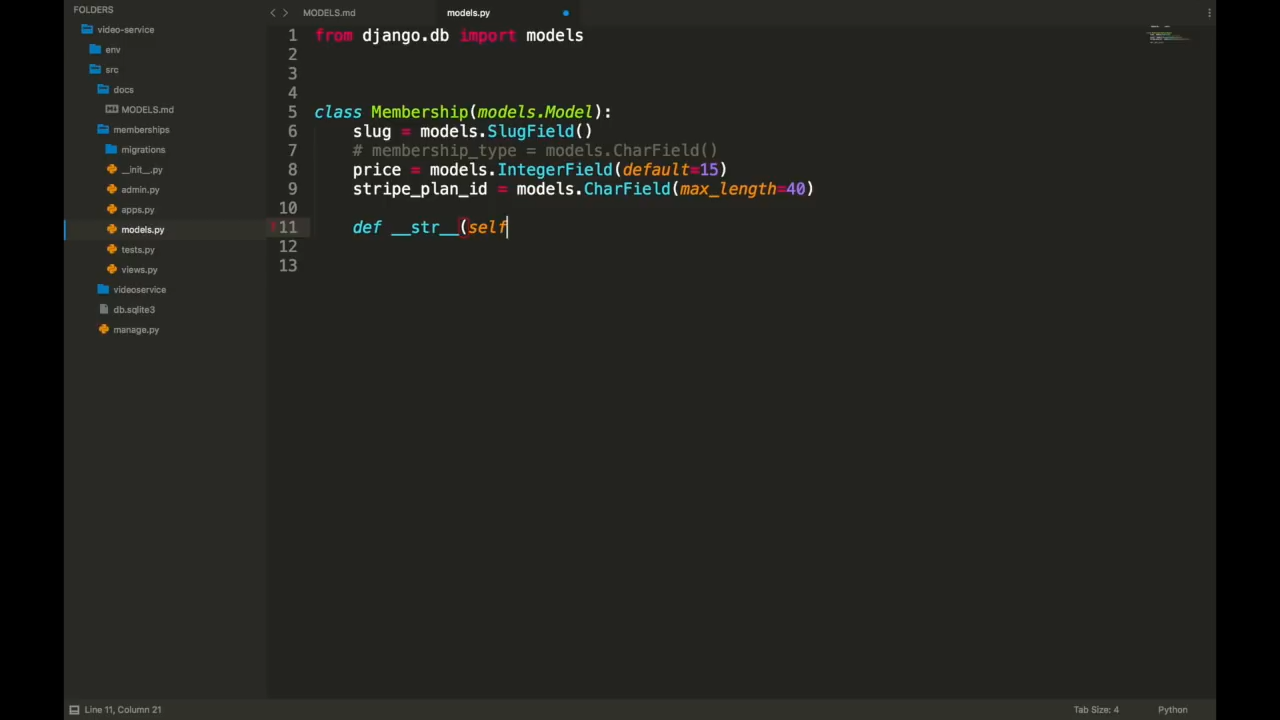 FOLDERS
video-service
env
src
docs
MODELS.md
memberships
migrations
__init__.py
admin.py
apps.py
models.py
tests.py
views.py
videoservice
db.sqlite3
manage.py
MODELS.md
models.py
1 from django.db import models
2
3
4
5 class Membership(models.Model):
6 slug = models.SlugField()
7 # membership_type = models.CharField()
8 price = models.IntegerField(default=15)
9 stripe_plan_id = models.CharField(max_length=40)
10
11 def __str__(self
12
13
Line 11, Column 21
Tab Size: 4
Python